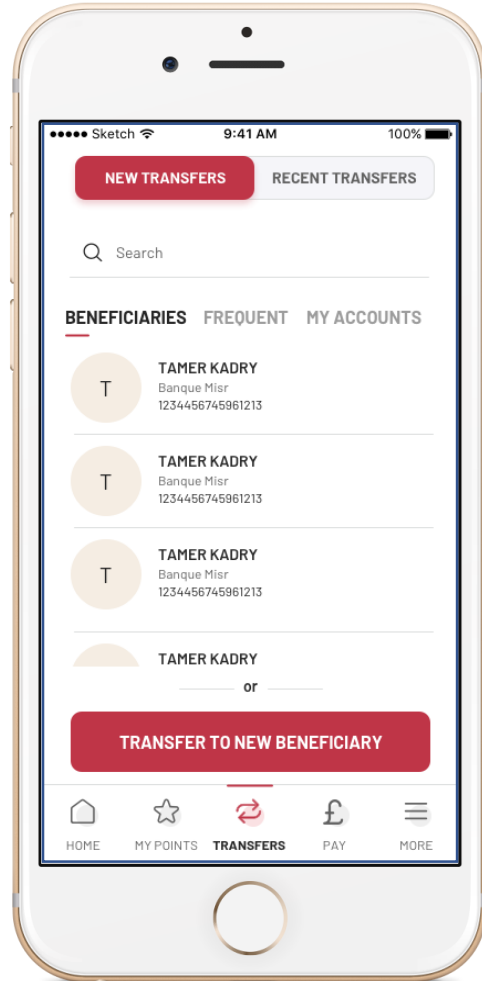 Sketch 9:41 AM 100%
NEW TRANSFERS RECENT TRANSFERS
Search
BENEFICIARIES FREQUENT MY ACCOUNTS
T
TAMER KADRY
Banque Misr
1234456745961213
T
TAMER KADRY
Banque Misr
1234456745961213
T
TAMER KADRY
Banque Misr
1234456745961213
TAMER KADRY
or
TRANSFER TO NEW BENEFICIARY
£
HOME MY POINTS TRANSFERS PAY MORE